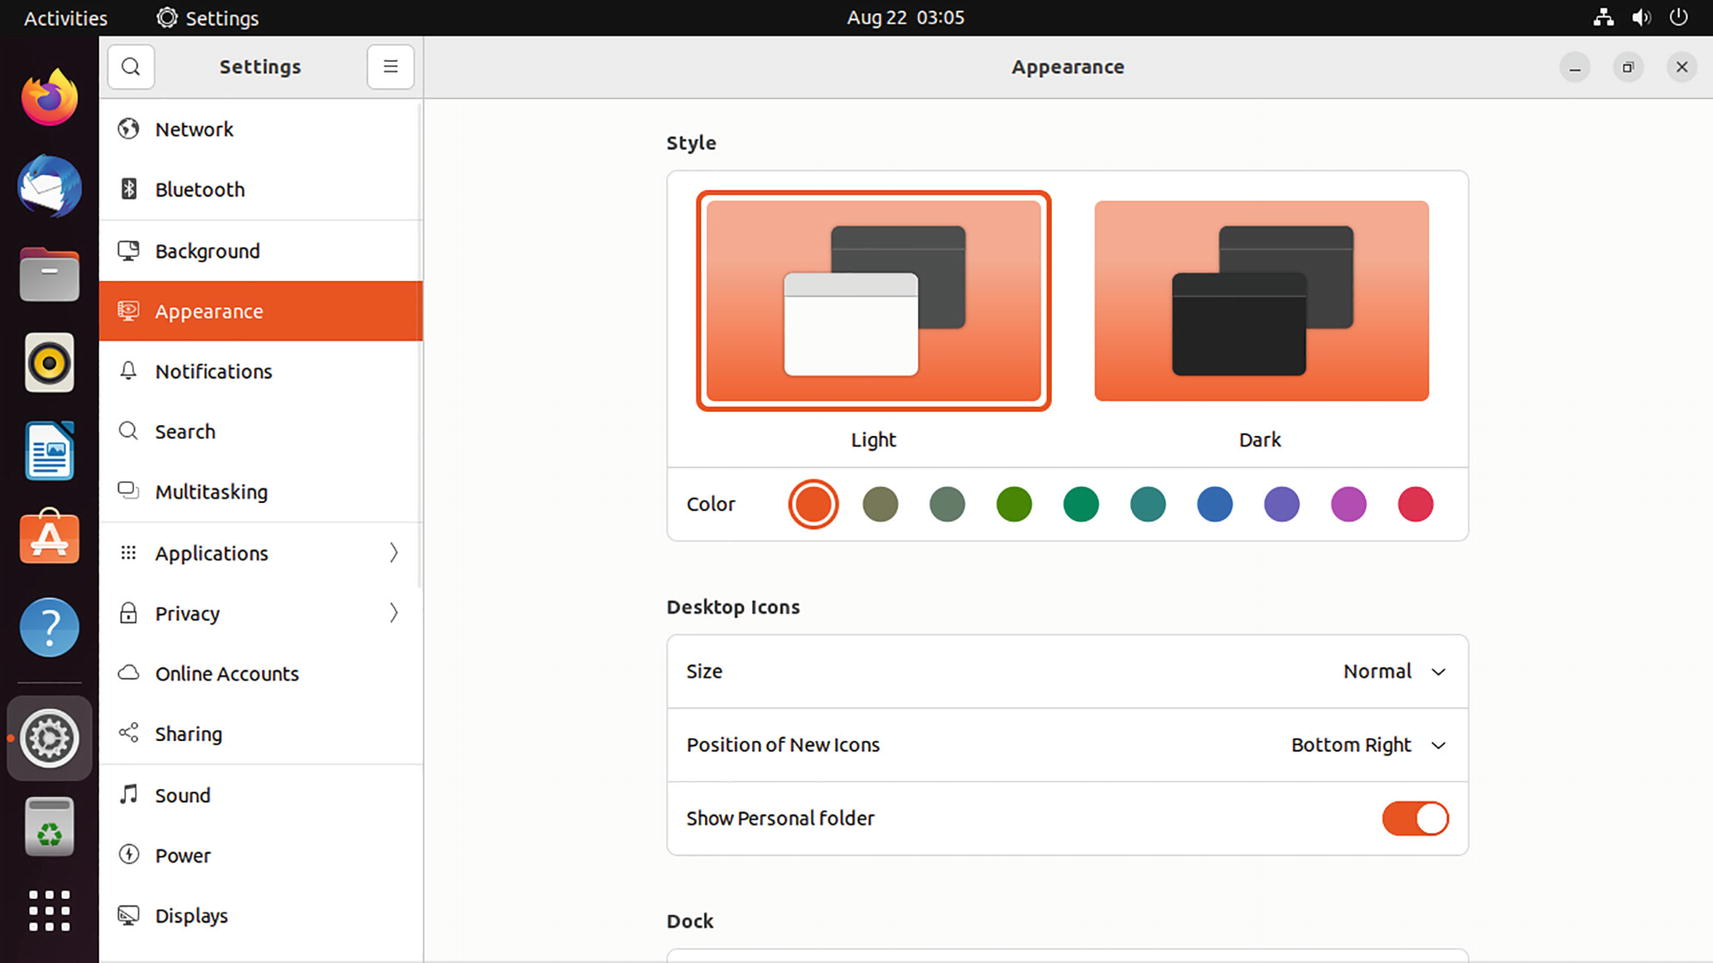 Activities
Settings
Aug 22 03:05
Settings
Appearance
Network
Bluetooth
Background
Appearance
Notifications
Search
Multitasking
Applications
Privacy
Online Accounts
Sharing
Sound
Power
Displays
Style
Light
Dark
Color
Desktop Icons
Size
Normal
Position of New Icons
Bottom Right
Show Personal folder
Dock